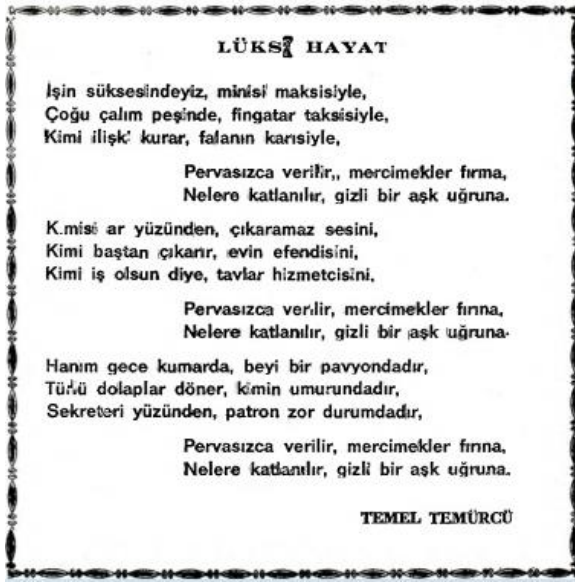 LÜKS HAYAT
İşin süksesindeyiz, minisi maksisiyle,
Çoğu çalım peşinde, fingatar taksisiyle,
Kimi ilişki kurar, falanın karısiyle,
Pervasızca verilir,, mercimekler fırma,
Nelere katlanılır, gizli bir aşk uğruna.
Kimisi ar yüzünden, çıkaramaz sesini,
Kimi baştan çıkarır, evin efendisini,
Kimi iş olsun diye, tavlar hizmetcisini,
Pervasızca verilir, mercimekler fırına,
Nelere katlanılır, gizli bir aşk uğruna.
Hanım gece kumarda, beyi bir pavyondadır,
Türlü dolaplar döner, kimin umurundadır,
Sekreteri yüzünden, patron zor durumdadır,
Pervasızca verilir, mercimekler fırına,
Nelere katlanılır, gizli bir aşk uğruna.
TEMEL TEMÜRCÜ